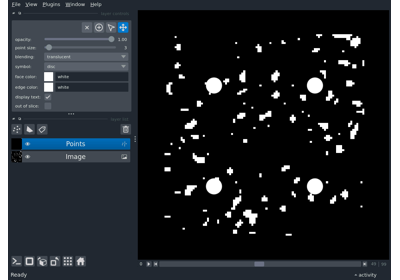 File View Plugins Window Help
opacity: 1.00
point size: 3
blending: translucent
symbol: disc
face color: white
edge color: white
display text:
out of slice:
Points
Image
Ready
activity